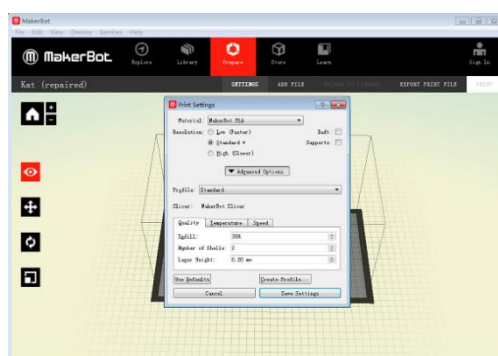 MakerBot
File Edit View Devices Services Help
MakerBot
Explore Library Prepare Store Learn Sign In
Kat (repaired) SETTINGS ADD FILE EXPORT PRINT FILE PRINT
Print Settings
Material: MakerBot PLA
Resolution: Low (Faster) Raft:
Standard * Supports:
High (Slower)
Advanced Options
Profile: Standard
Slicer: MakerBot Slicer
Quality Temperature Speed
Infill: 35%
Number of Shells: 2
Layer Height: 0.20 mm
Use Defaults Create Profile...
Cancel Save Settings